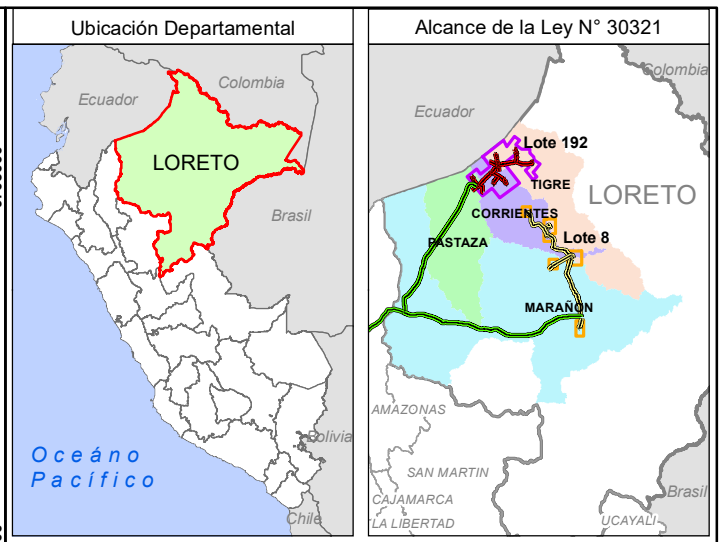 Ubicación Departamental
Colombia
Ecuador
LORETO
Brasil
Bolivia
Océano
Pacífico
Chile
Alcance de la Ley N° 30321
Colombia
Ecuador
Lote 192
TIGRE
LORETO
CORRIENTES
PASTAZA
Lote 8
MARAÑON
AMAZONAS
SAN MARTIN
CAJAMARCA
LA LIBERTAD
UCAYALI
Brasil